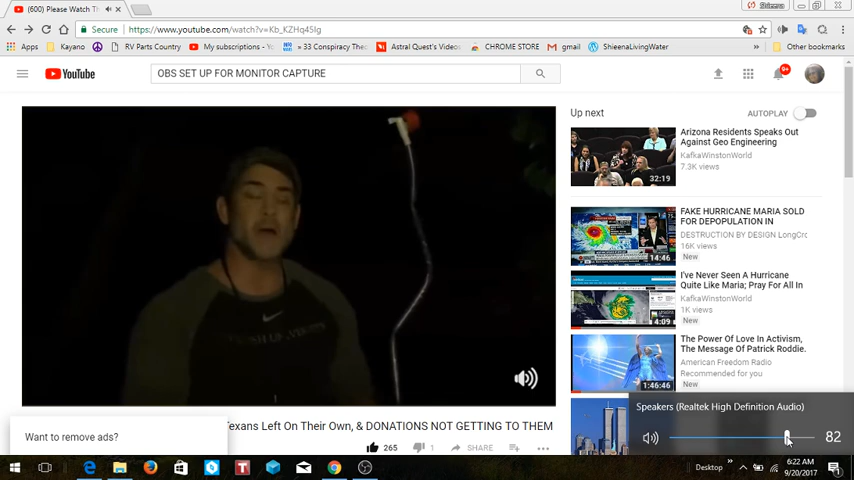 (600) Please Watch Th
Shienna
Secure https://www.youtube.com/watch?v=Kb_KZHq45Ig
Apps Kayano RV Parts Country My subscriptions - Yo » 33 Conspiracy Theo Astral Quest's Video CHROME STORE gmail SheenaLivingWater Other bookmarks
YouTube
OBS SET UP FOR MONITOR CAPTURE
9+
Up next
AUTOPLAY
Arizona Residents Speaks Out
Against Geo Engineering
KafkaWinstonWorld
7.3K views
32:19
FAKE HURRICANE MARIA SOLD
FOR DEPOPULATION IN
DESTRUCTION BY DESIGN LongCro
16K views
New
14:46
I've Never Seen A Hurricane
Quite Like Maria; Pray For All In
KafkaWinstonWorld
1K views
New
4:09
The Power Of Love In Activism,
The Message Of Patrick Roddie.
American Freedom Radio
Recommended for you
New
1:46:46
Texans Left On Their Own, & DONATIONS NOT GETTING TO THEM
265 1 SHARE
Want to remove ads?
Speakers (Realtek High Definition Audio)
82
Desktop
6:22 AM
9/20/2017